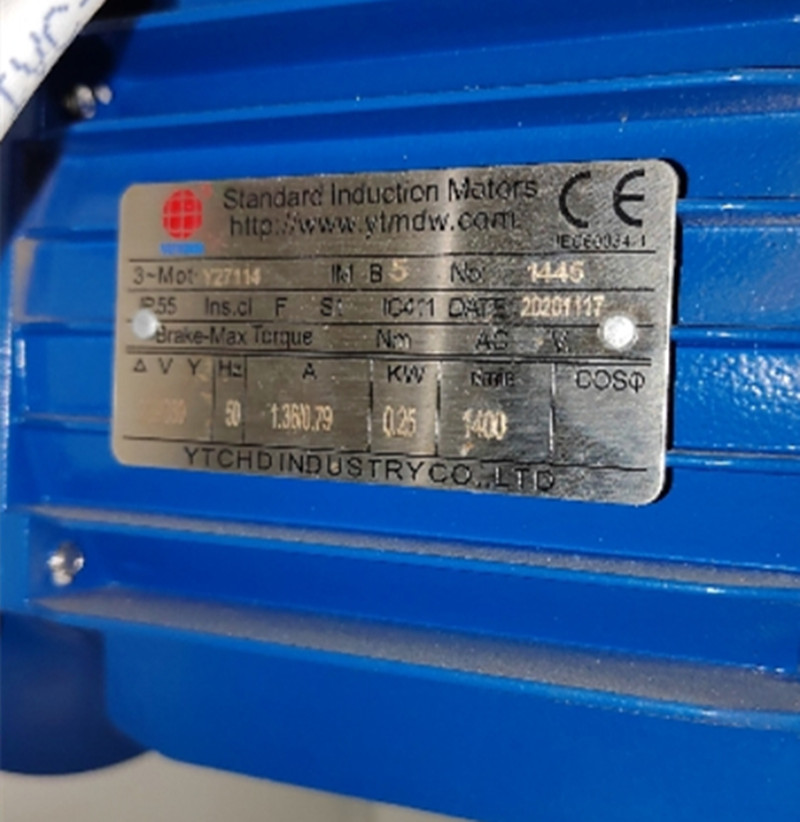 Standard Induction Motors
http://www.ytmdw.com
CE
IEC60034-1
3~Mot Y27114 IM B 5 No 1445
IP55 Ins.cl F S1 IC411 DATE 20201117
Brake-Max Torque Nm AC V
Δ V Y Hz A KW COSφ
50 1.36/0.79 0.25 1400
YTCHD INDUSTRY CO.,LTD